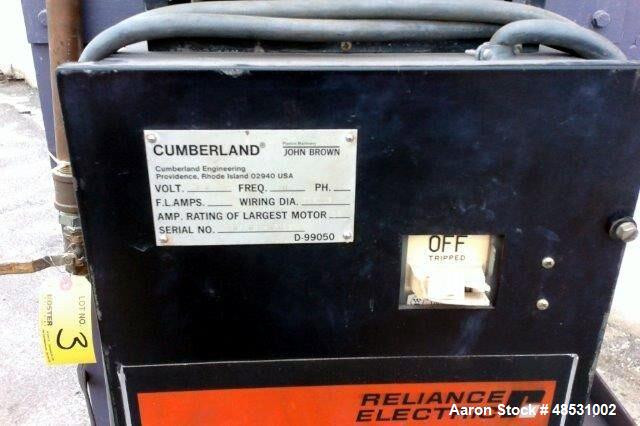 CUMBERLAND®
Plastics Machinery
JOHN BROWN
Cumberland Engineering
Providence, Rhode Island 02940 USA
VOLT. FREQ. PH.
F.L.AMPS. WIRING DIA.
AMP. RATING OF LARGEST MOTOR
SERIAL NO.
D-99050
OFF
TRIPPED
ROSTER
LOT NO. 3
RELIANCE
ELECTRIC
Aaron Stock # 48531002